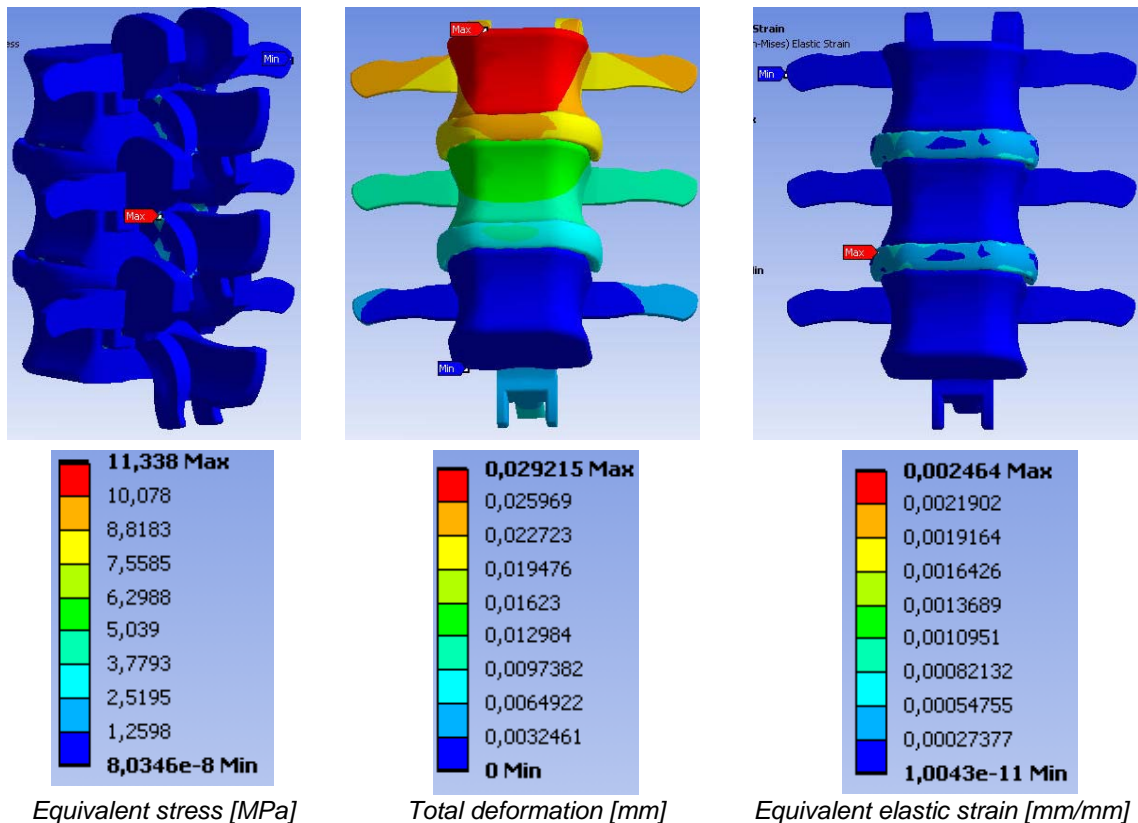 ess
Min
Max
Max
Min
Strain
n-Mises) Elastic Strain
Min
Max
lin
11,338 Max
10,078
8,8183
7,5585
6,2988
5,039
3,7793
2,5195
1,2598
8,0346e-8 Min
0,029215 Max
0,025969
0,022723
0,019476
0,01623
0,012984
0,0097382
0,0064922
0,0032461
0 Min
0,002464 Max
0,0021902
0,0019164
0,0016426
0,0013689
0,0010951
0,00082132
0,00054755
0,00027377
1,0043e-11 Min
Equivalent stress [MPa]
Total deformation [mm]
Equivalent elastic strain [mm/mm]